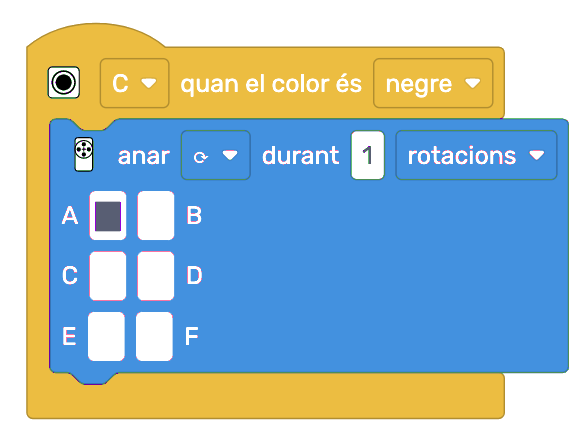 C quan el color és negre
anar ⟳ durant 1 rotacions
A B
C D
E F